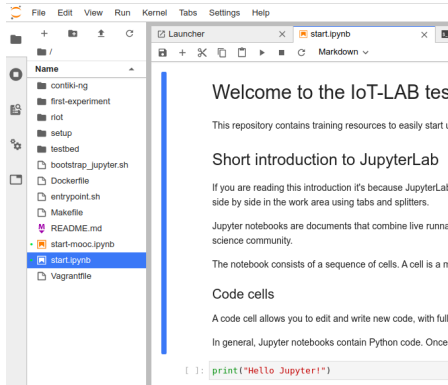 File Edit View Run Kernel Tabs Settings Help
Launcher
start.ipynb
Markdown
/
Name
contiki-ng
first-experiment
riot
setup
testbed
bootstrap_jupyter.sh
Dockerfile
entrypoint.sh
Makefile
README.md
start-mooc.ipynb
start.ipynb
Vagrantfile
Welcome to the IoT-LAB tes
This repository contains training resources to easily start u
Short introduction to JupyterLab
If you are reading this introduction it's because JupyterLab
side by side in the work area using tabs and splitters.
Jupyter notebooks are documents that combine live runna
science community.
The notebook consists of a sequence of cells. A cell is a m
Code cells
A code cell allows you to edit and write new code, with full
In general, Jupyter notebooks contain Python code. Once
[ ]: print("Hello Jupyter!")